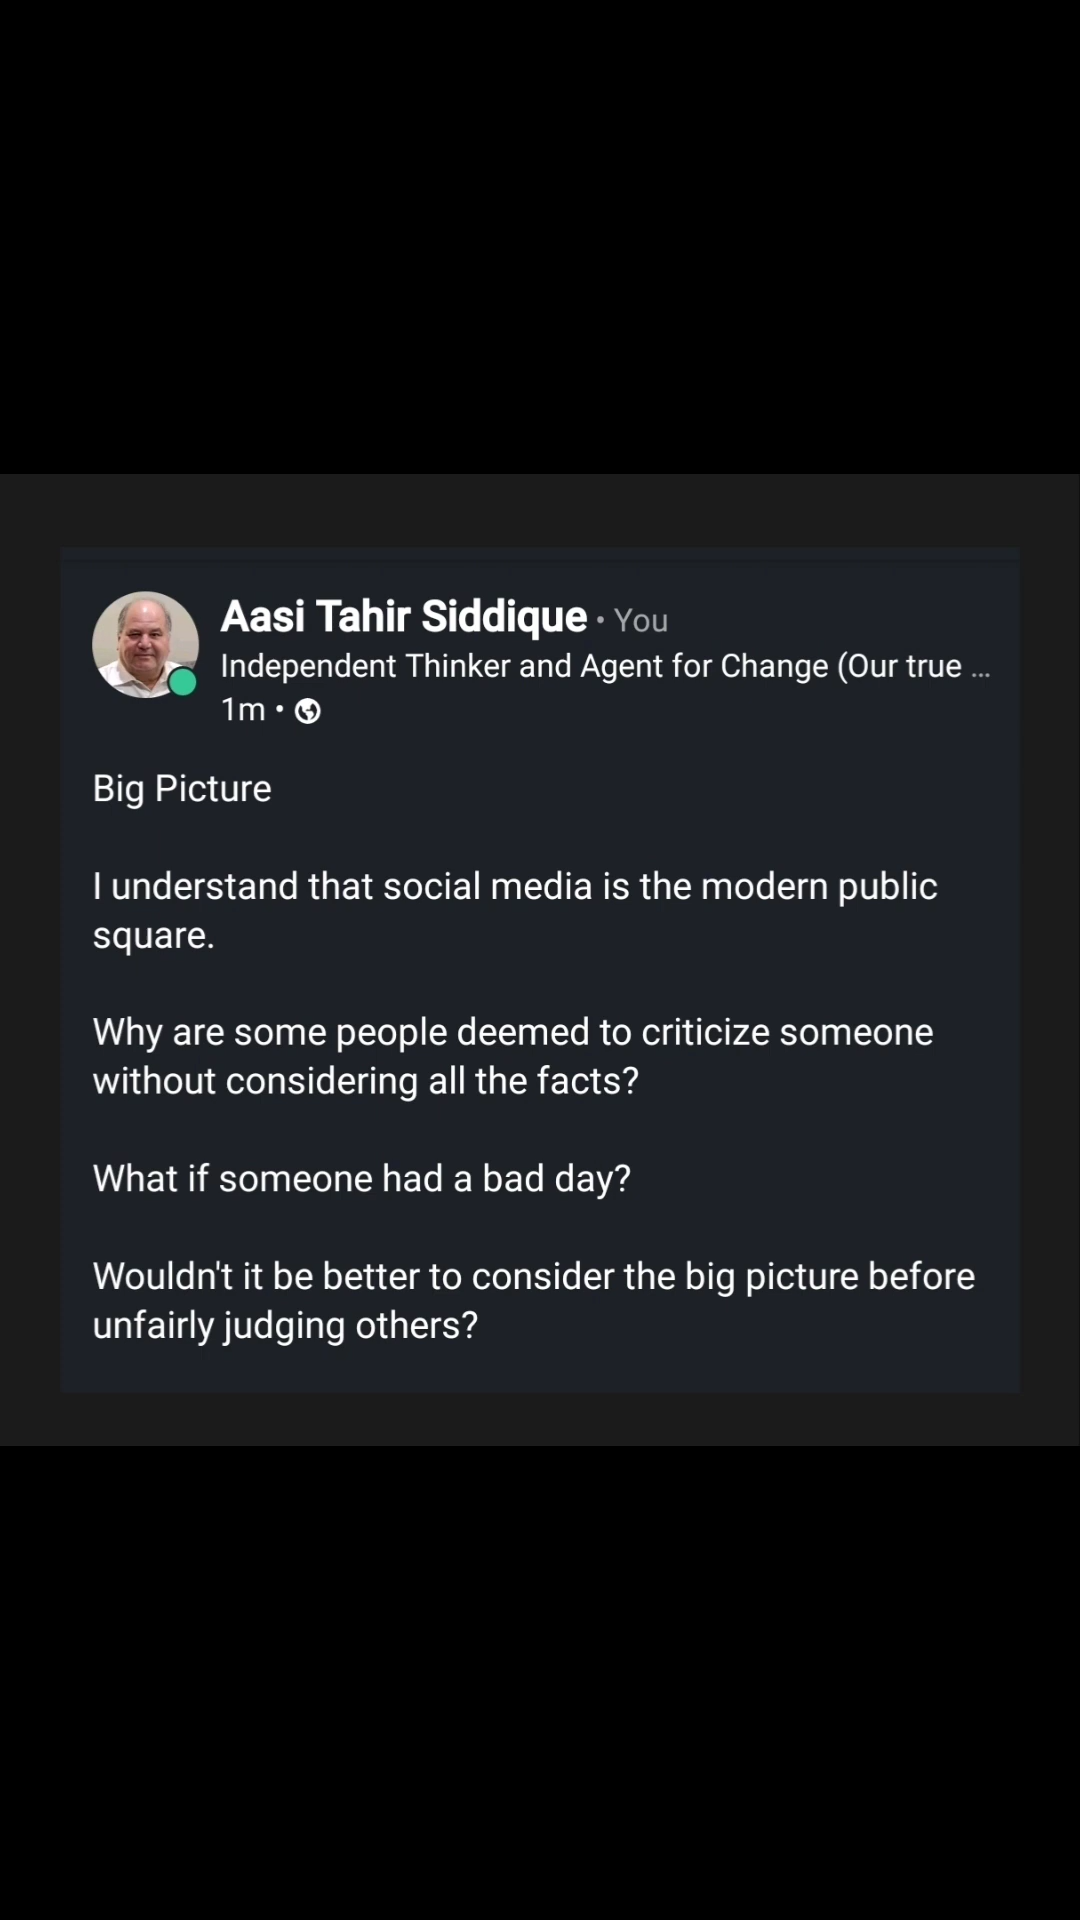 Aasi Tahir Siddique • You
Independent Thinker and Agent for Change (Our true ...
1m •
Big Picture
I understand that social media is the modern public
square.
Why are some people deemed to criticize someone
without considering all the facts?
What if someone had a bad day?
Wouldn't it be better to consider the big picture before
unfairly judging others?